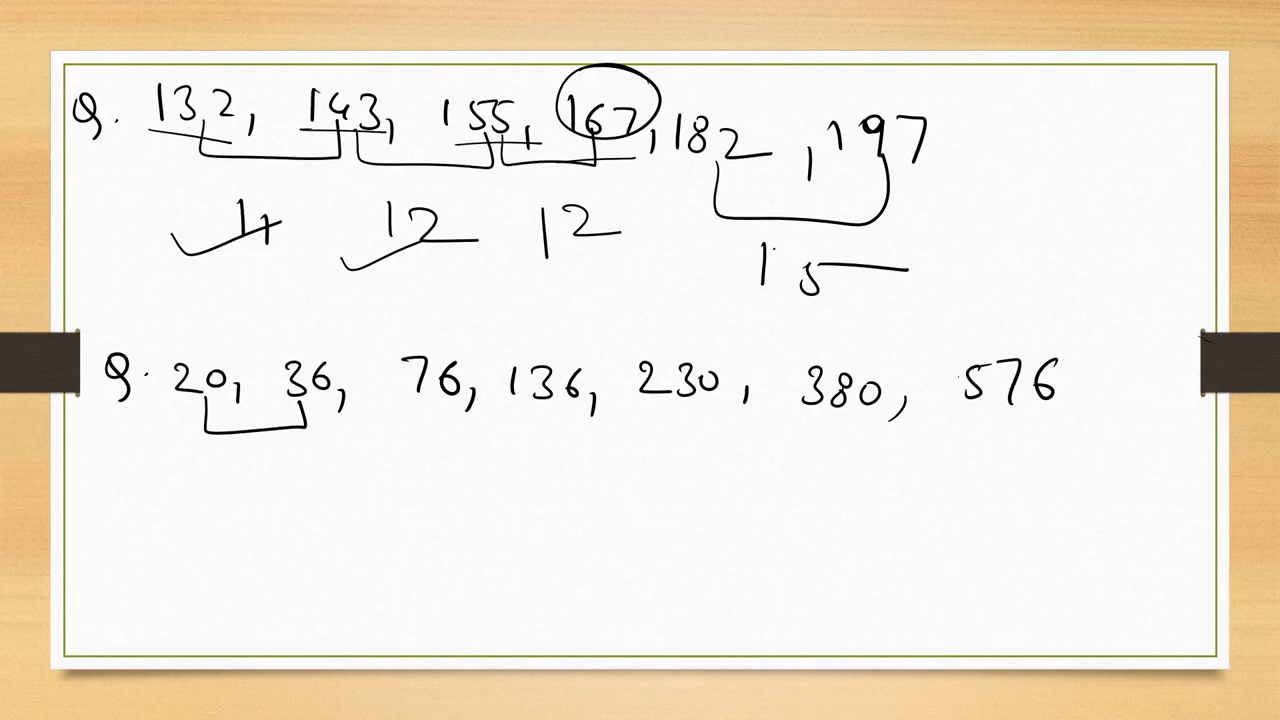 Q. 132, 143, 155, 167, 182, 197
11 12 12 15
Q. 20, 36, 76, 136, 230, 380, 576